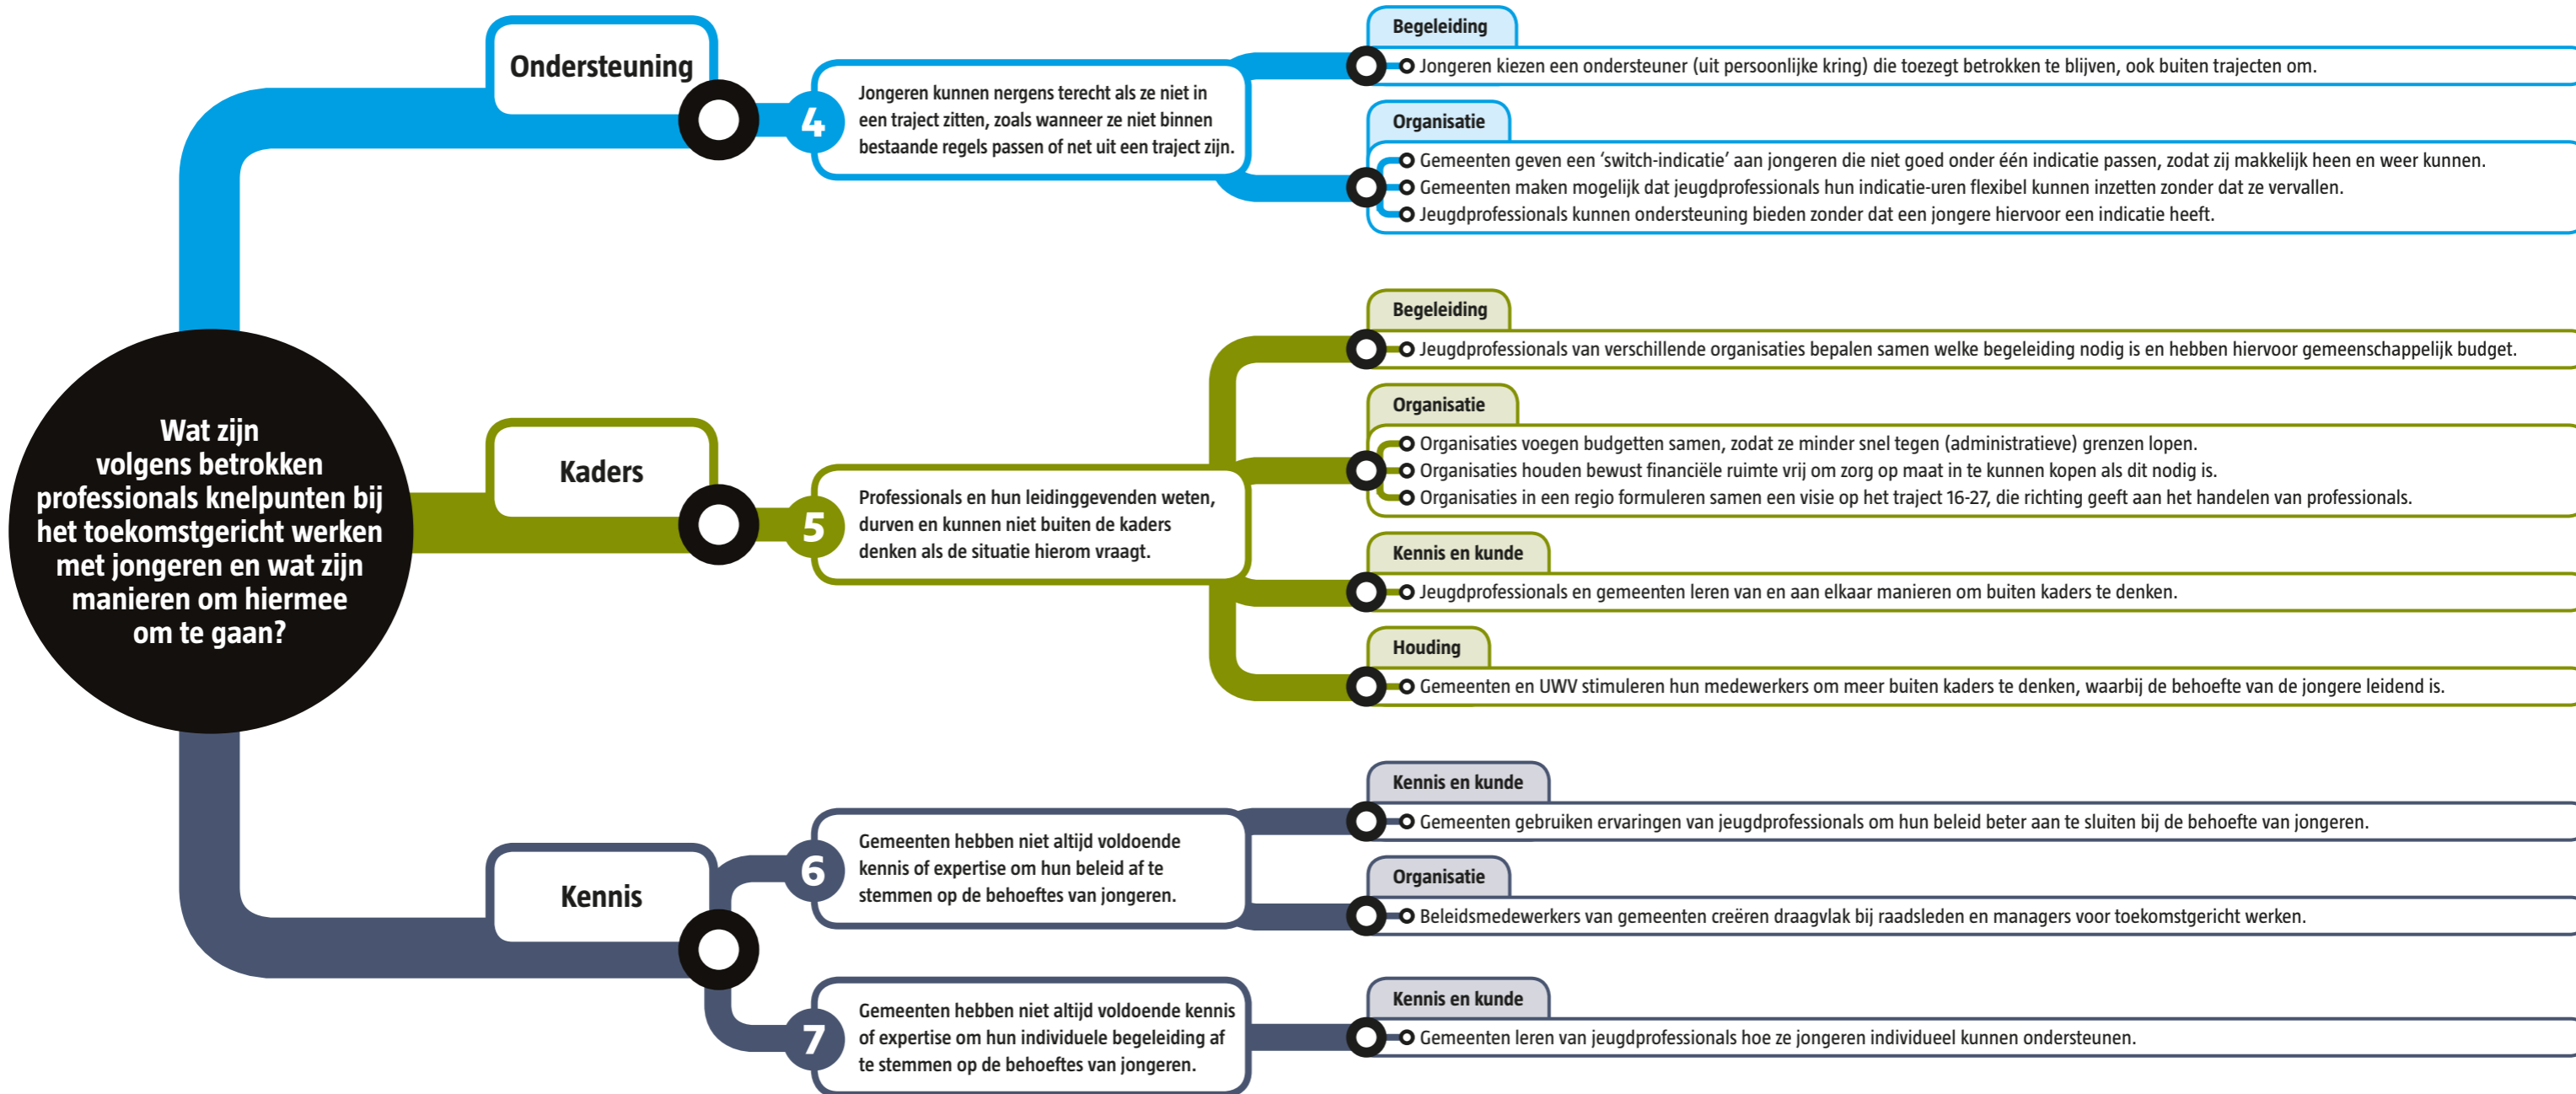 Wat zijn
volgens betrokken
professionals knelpunten bij
het toekomstgericht werken
met jongeren en wat zijn
manieren om hiermee
om te gaan?
Ondersteuning
4
Jongeren kunnen nergens terecht als ze niet in
een traject zitten, zoals wanneer ze niet binnen
bestaande regels passen of net uit een traject zijn.
Begeleiding
Jongeren kiezen een ondersteuner (uit persoonlijke kring) die toezegt betrokken te blijven, ook buiten trajecten om.
Organisatie
Gemeenten geven een ‘switch-indicatie’ aan jongeren die niet goed onder één indicatie passen, zodat zij makkelijk heen en weer kunnen.
Gemeenten maken mogelijk dat jeugdprofessionals hun indicatie-uren flexibel kunnen inzetten zonder dat ze vervallen.
Jeugdprofessionals kunnen ondersteuning bieden zonder dat een jongere hiervoor een indicatie heeft.
Kaders
5
Professionals en hun leidinggevenden weten,
durven en kunnen niet buiten de kaders
denken als de situatie hierom vraagt.
Begeleiding
Jeugdprofessionals van verschillende organisaties bepalen samen welke begeleiding nodig is en hebben hiervoor gemeenschappelijk budget.
Organisatie
Organisaties voegen budgetten samen, zodat ze minder snel tegen (administratieve) grenzen lopen.
Organisaties houden bewust financiële ruimte vrij om zorg op maat in te kunnen kopen als dit nodig is.
Organisaties in een regio formuleren samen een visie op het traject 16-27, die richting geeft aan het handelen van professionals.
Kennis en kunde
Jeugdprofessionals en gemeenten leren van en aan elkaar manieren om buiten kaders te denken.
Houding
Gemeenten en UWV stimuleren hun medewerkers om meer buiten kaders te denken, waarbij de behoefte van de jongere leidend is.
Kennis
6
Gemeenten hebben niet altijd voldoende
kennis of expertise om hun beleid af te
stemmen op de behoeftes van jongeren.
Kennis en kunde
Gemeenten gebruiken ervaringen van jeugdprofessionals om hun beleid beter aan te sluiten bij de behoefte van jongeren.
Organisatie
Beleidsmedewerkers van gemeenten creëren draagvlak bij raadsleden en managers voor toekomstgericht werken.
7
Gemeenten hebben niet altijd voldoende kennis
of expertise om hun individuele begeleiding af
te stemmen op de behoeftes van jongeren.
Kennis en kunde
Gemeenten leren van jeugdprofessionals hoe ze jongeren individueel kunnen ondersteunen.